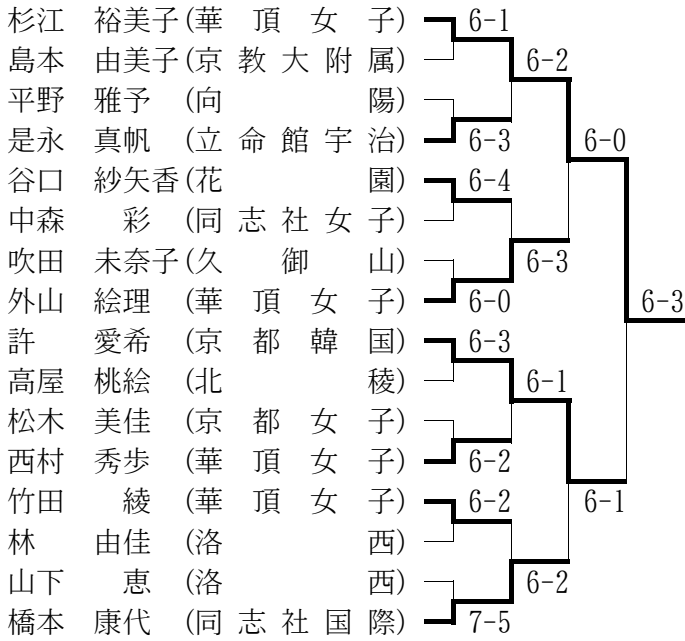 杉江 裕美子(華頂女子) 6-1
島本 由美子(京教大附属) 6-2
平野 雅予 (向陽)
是永 真帆 (立命館宇治) 6-3 6-0
谷口 紗矢香(花園) 6-4
中森 彩 (同志社女子)
吹田 未奈子(久御山) 6-3
外山 絵理 (華頂女子) 6-0 6-3
許 愛希 (京都韓国) 6-3
高屋 桃絵 (北稜) 6-1
松木 美佳 (京都女子)
西村 秀歩 (華頂女子) 6-2
竹田 綾 (華頂女子) 6-2 6-1
林 由佳 (洛西)
山下 恵 (洛西) 6-2
橋本 康代 (同志社国際) 7-5